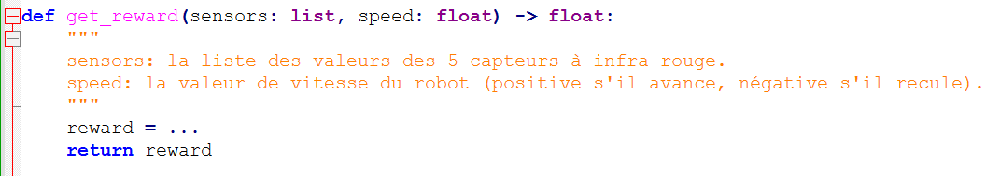 def get_reward(sensors: list, speed: float) -> float:
"""
sensors: la liste des valeurs des 5 capteurs à infra-rouge.
speed: la valeur de vitesse du robot (positive s'il avance, négative s'il recule).
"""
reward = ...
return reward